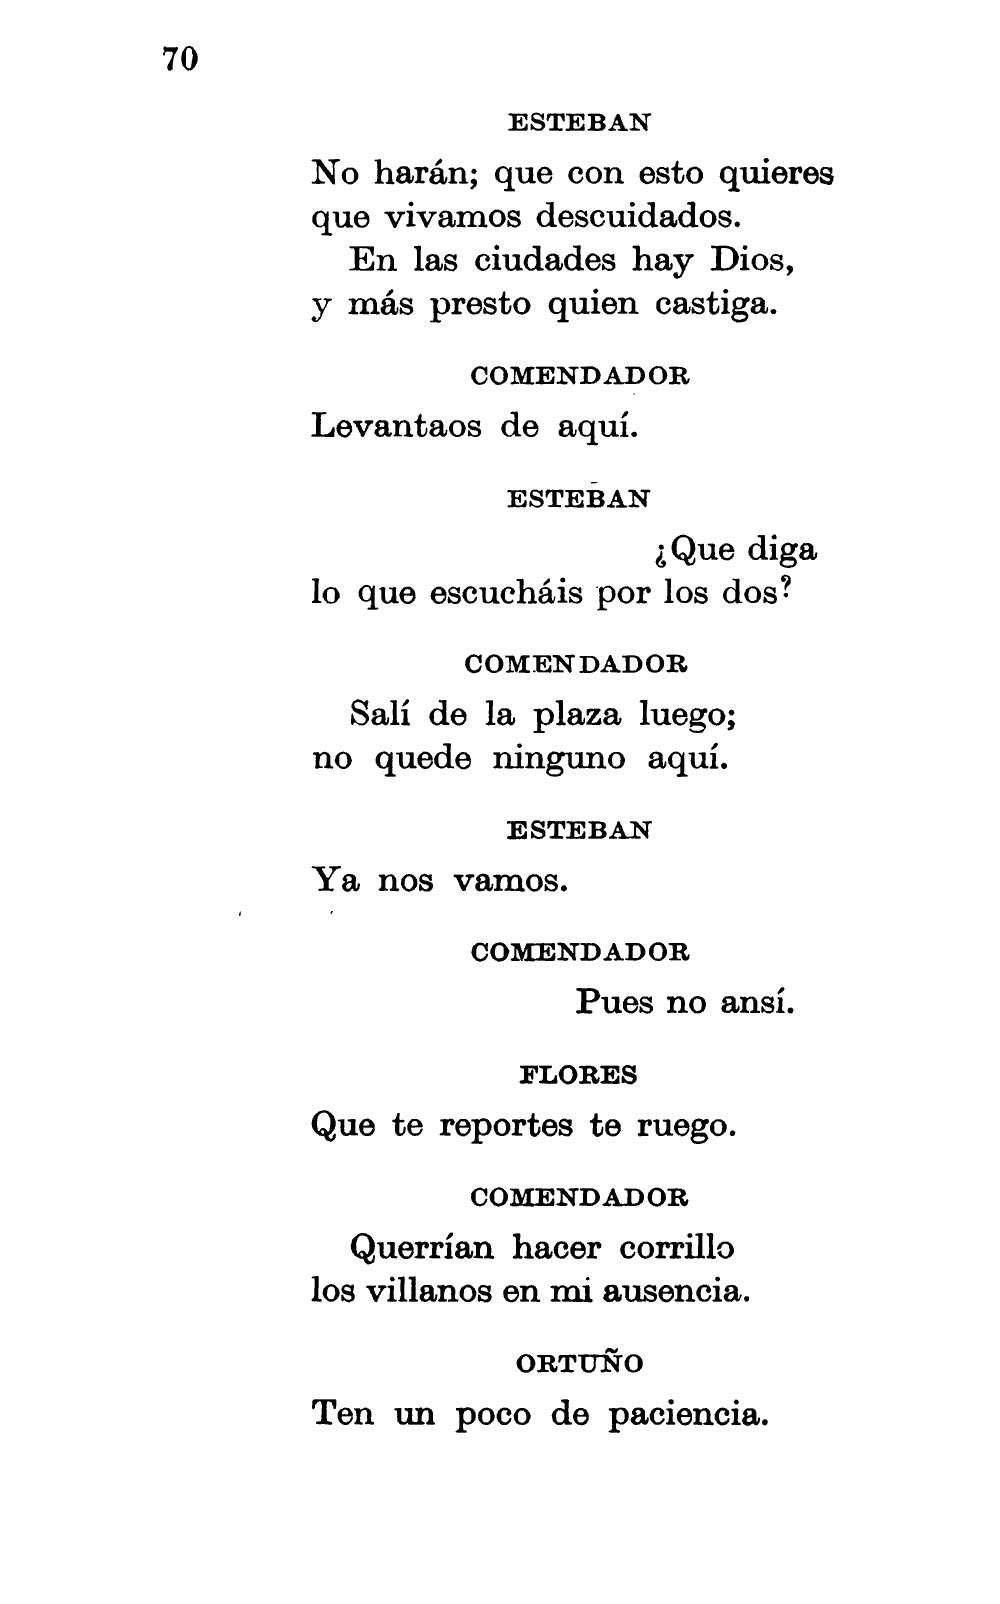 70
ESTEBAN
No harán; que con esto quieres
que vivamos descuidados.
En las ciudades hay Dios,
y más presto quien castiga.
COMENDADOR
Levantaos de aquí.
ESTEBAN
¿Que diga
lo que escucháis por los dos?
COMENDADOR
Salí de la plaza luego;
no quede ninguno aquí.
ESTEBAN
Ya nos vamos.
COMENDADOR
Pues no ansí.
FLORES
Que te reportes te ruego.
COMENDADOR
Querrían hacer corrillo
los villanos en mi ausencia.
ORTUÑO
Ten un poco de paciencia.